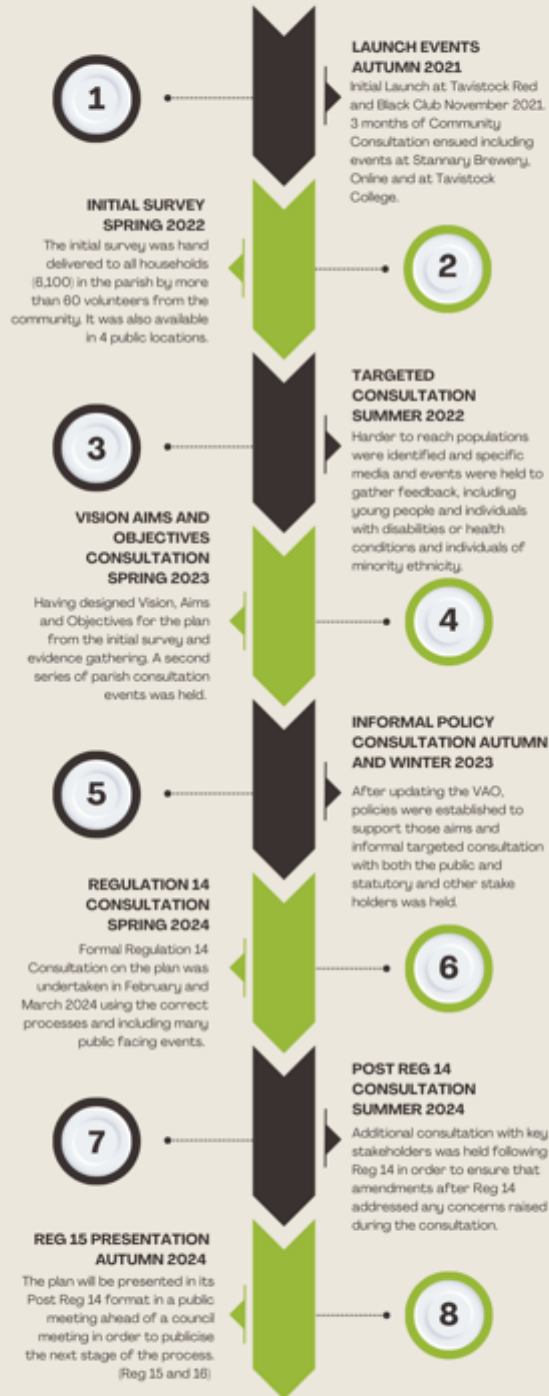 1
LAUNCH EVENTS
AUTUMN 2021
Initial Launch at Tavistock Red
and Black Club November 2021.
3 months of Community
Consultation ensued including
events at Stannary Brewery,
Online and at Tavistock
College.
INITIAL SURVEY
SPRING 2022
The initial survey was hand
delivered to all households
(6,100) in the parish by more
than 60 volunteers from the
community. It was also available
in 4 public locations.
2
3
TARGETED
CONSULTATION
SUMMER 2022
Harder to reach populations
were identified and specific
media and events were held to
gather feedback, including
young people and individuals
with disabilities or health
conditions and individuals of
minority ethnicity.
VISION AIMS AND
OBJECTIVES
CONSULTATION
SPRING 2023
Having designed Vision, Aims
and Objectives for the plan
from the initial survey and
evidence gathering. A second
series of parish consultation
events was held.
4
5
INFORMAL POLICY
CONSULTATION AUTUMN
AND WINTER 2023
After updating the VAO,
policies were established to
support those aims and
informal targeted consultation
with both the public and
statutory and other stake
holders was held.
REGULATION 14
CONSULTATION
SPRING 2024
Formal Regulation 14
Consultation on the plan was
undertaken in February and
March 2024 using the correct
processes and including many
public facing events.
6
7
POST REG 14
CONSULTATION
SUMMER 2024
Additional consultation with key
stakeholders was held following
Reg 14 in order to ensure that
amendments after Reg 14
addressed any concerns raised
during the consultation.
REG 15 PRESENTATION
AUTUMN 2024
The plan will be presented in its
Post Reg 14 format in a public
meeting ahead of a council
meeting in order to publicise
the next stage of the process.
(Reg 15 and 16)
8